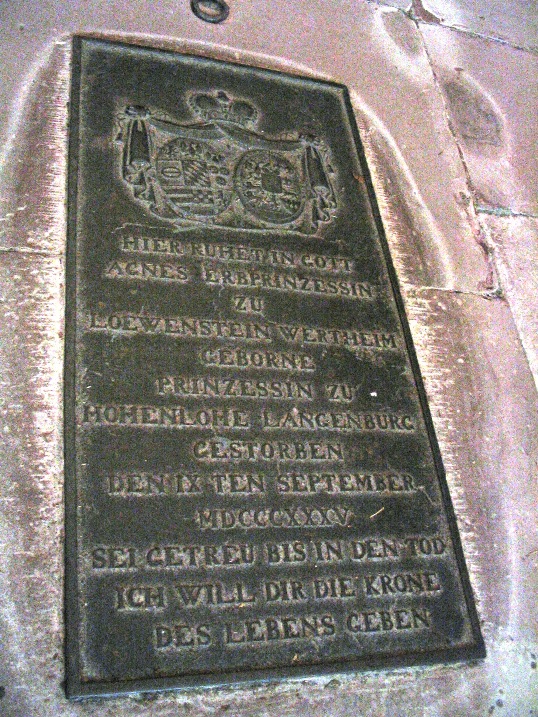 HIER RUHET IN GOTT
AGNES ERBPRINZESSIN
ZU
LOEWENSTEIN WERTHEIM
GEBORNE
PRINZESSIN ZU
HOHENLOHE LANGENBURG
GESTORBEN
DEN IX TEN SEPTEMBER
MDCCCXXXV
SEI GETREU BIS IN DEN TOD
ICH WILL DIR DIE KRONE
DES LEBENS GEBEN